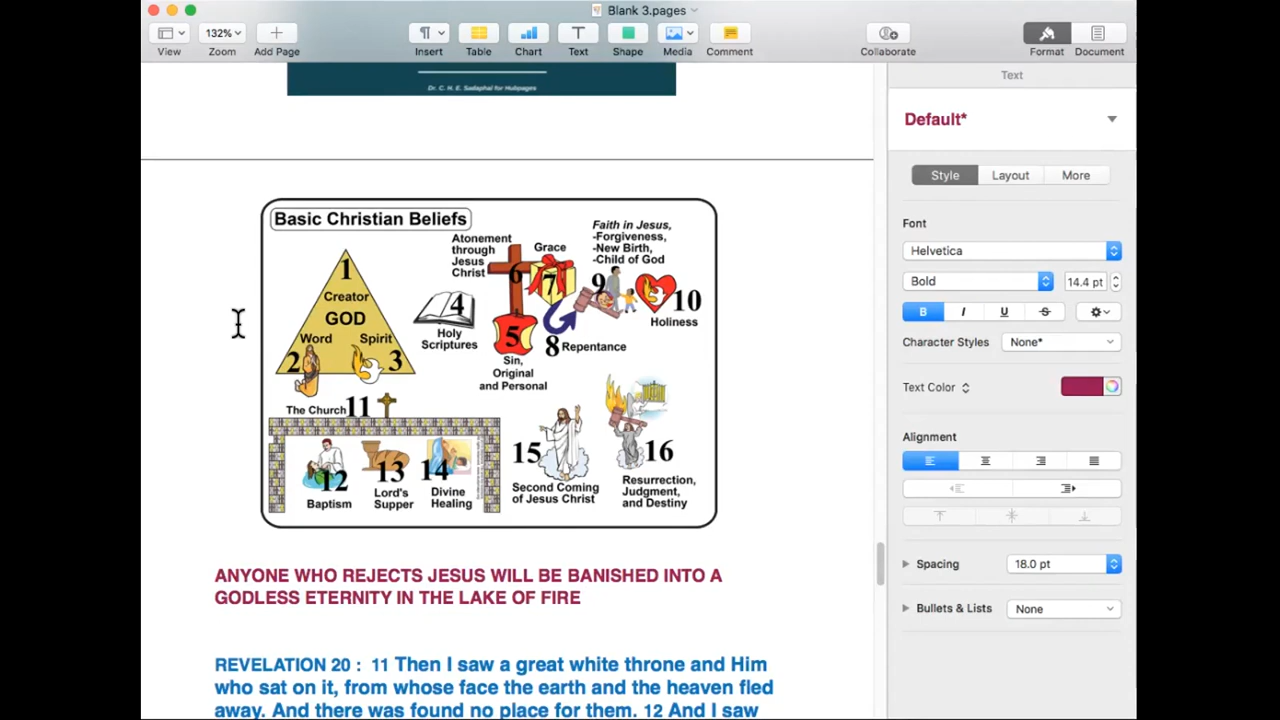 Blank 3.pages
132%
View
Zoom
Add Page
Insert
Table
Chart
Text
Shape
Media
Comment
Collaborate
Format
Document
Dr. C. H. E. Sadaphal for Hubpages
Basic Christian Beliefs
1
Creator
GOD
Word
Spirit
2
3
4
Holy
Scriptures
Atonement
through
Jesus
Christ
6
Grace
7
5
Sin,
Original
and Personal
8 Repentance
Faith in Jesus,
-Forgiveness,
-New Birth,
-Child of God
9
10
Holiness
The Church 11
12
Baptism
13
Lord's
Supper
14
Divine
Healing
15
Second Coming
of Jesus Christ
16
Resurrection,
Judgment,
and Destiny
ANYONE WHO REJECTS JESUS WILL BE BANISHED INTO A
GODLESS ETERNITY IN THE LAKE OF FIRE
REVELATION 20 : 11 Then I saw a great white throne and Him
who sat on it, from whose face the earth and the heaven fled
away. And there was found no place for them. 12 And I saw
Text
Default*
Style
Layout
More
Font
Helvetica
Bold
14.4 pt
B
I
U
S
Character Styles
None*
Text Color
Alignment
Spacing
18.0 pt
Bullets & Lists
None